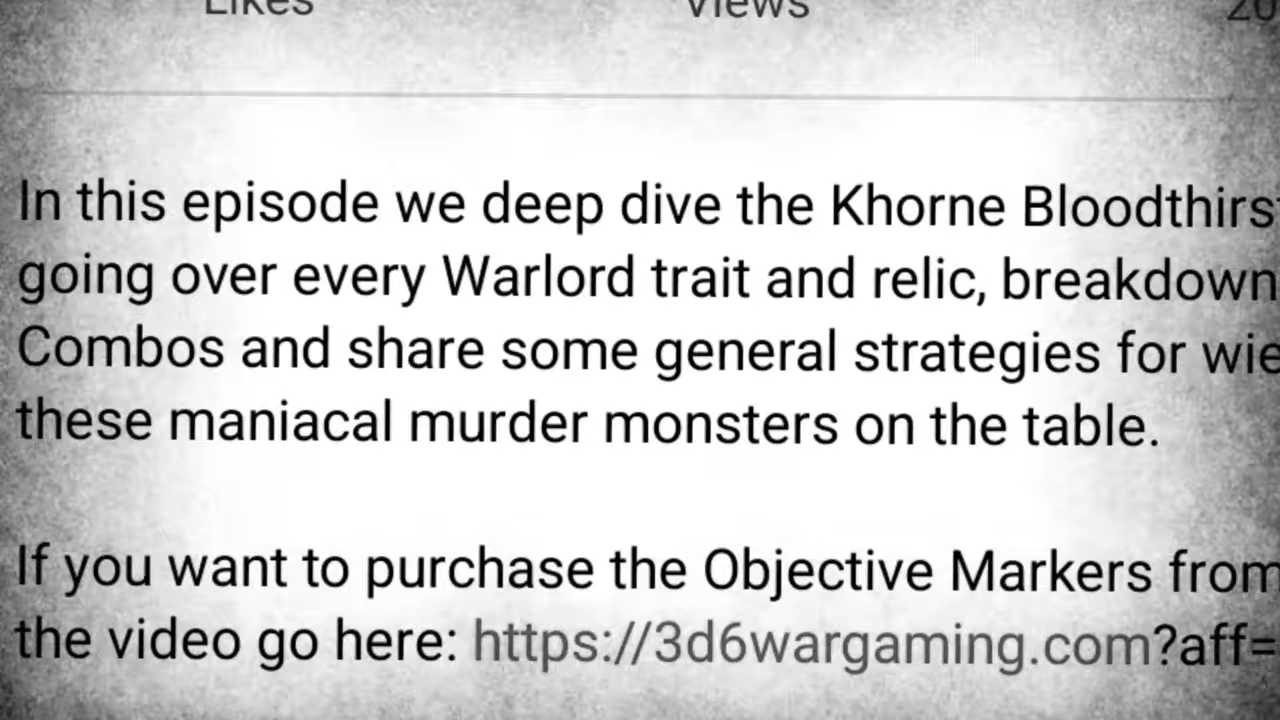 Likes Views 20
In this episode we deep dive the Khorne Bloodthirs
going over every Warlord trait and relic, breakdown
Combos and share some general strategies for wie
these maniacal murder monsters on the table.
If you want to purchase the Objective Markers from
the video go here: https://3d6wargaming.com?aff=